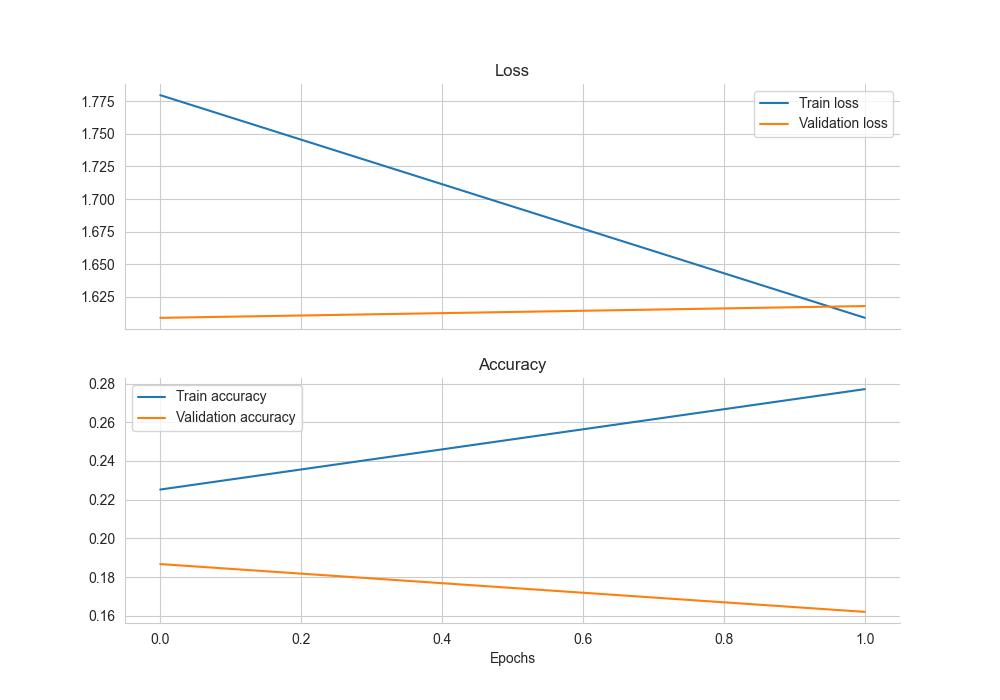 Loss
1.775
1.750
1.725
1.700
1.675
1.650
1.625
Train loss
Validation loss
Accuracy
0.28
0.26
0.24
0.22
0.20
0.18
0.16
Train accuracy
Validation accuracy
0.0 0.2 0.4 0.6 0.8 1.0
Epochs